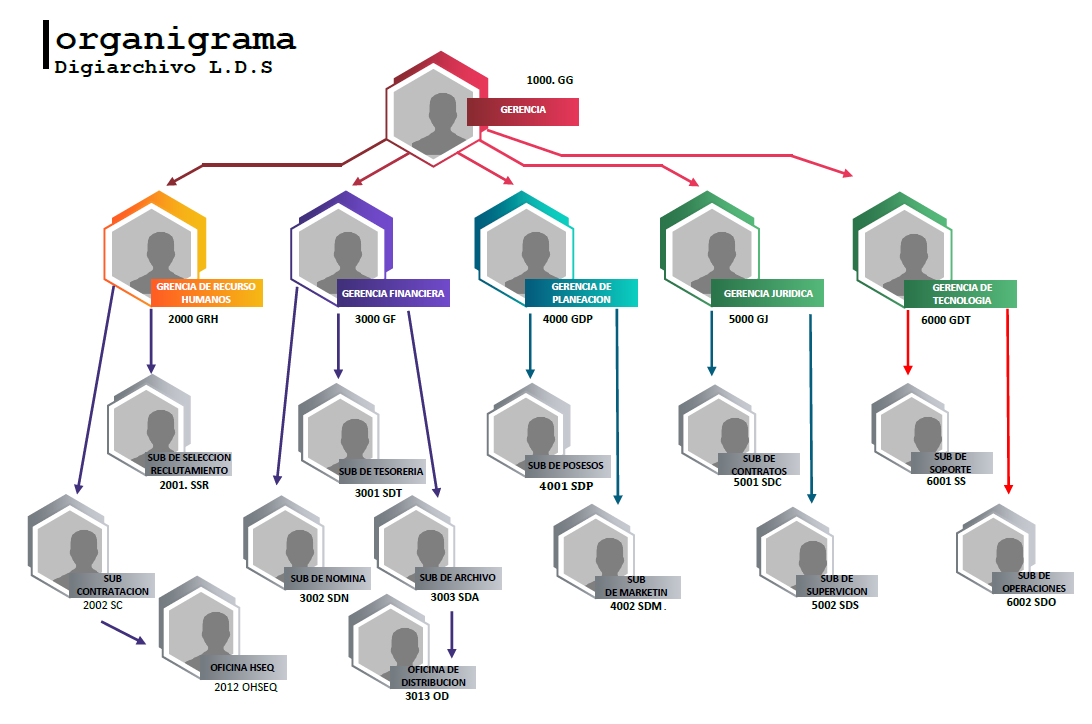 organigrama
Digiarchivo L.D.S
1000. GG
GERENCIA
GRENCIA DE RECURSO
HUMANOS
2000 GRH
GERENCIA FINANCIERA
3000 GF
GERENCIA DE
PLANEACION
4000 GDP
GERENCIA JURIDICA
5000 GJ
GERENCIA DE
TECNOLOGIA
6000 GDT
SUB DE SELECCION
RECLUTAMIENTO
2001. SSR
SUB DE TESORERIA
3001 SDT
SUB DE POSESOS
4001 SDP
SUB DE
CONTRATOS
5001 SDC
SUB DE
SOPORTE
6001 SS
SUB
CONTRATACION
2002 SC
SUB DE NOMINA
3002 SDN
SUB DE ARCHIVO
3003 SDA
SUB
DE MARKETIN
4002 SDM .
SUB DE
SUPERVICION
5002 SDS
SUB DE
OPERACIONES
6002 SDO
OFICINA HSEQ
2012 OHSEQ
OFICINA DE
DISTRIBUCION
3013 OD